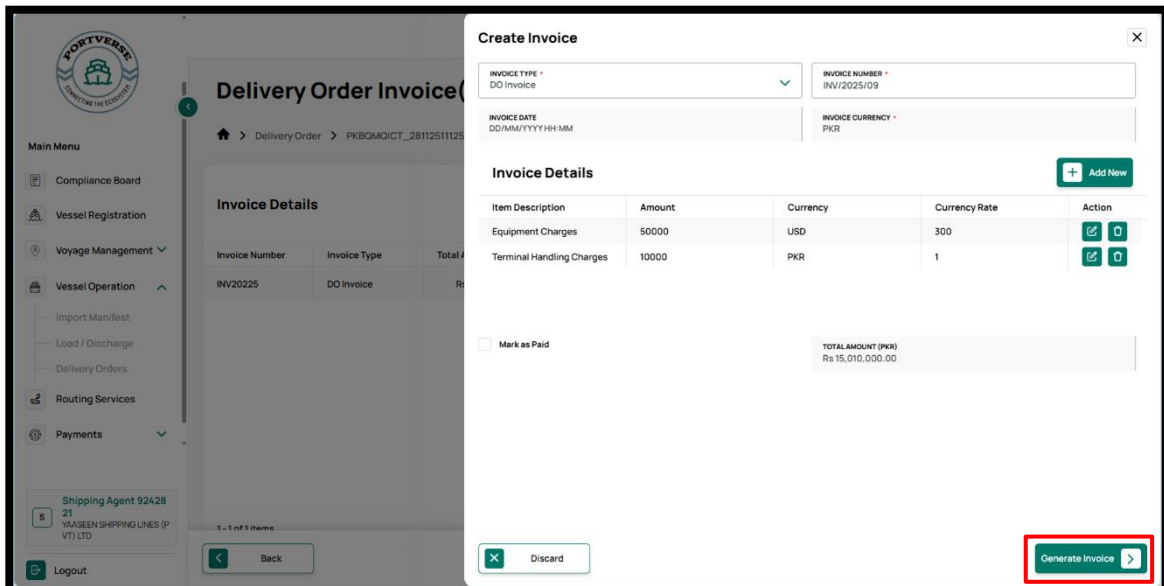 PORTVERSE
CONNECTING THE ECOSYSTEM
Main Menu
Compliance Board
Vessel Registration
Voyage Management
Vessel Operation
Import Manifest
Load / Discharge
Delivery Orders
Routing Services
Payments
Shipping Agent 92428
21
S
YAASEEN SHIPPING LINES (P
VT) LTD
Logout
Delivery Order Invoice(
> Delivery Order > PKBQMQICT_28112511125
Invoice Details
Invoice Number Invoice Type Total
INV20225 DO Invoice Rs
1 - 1 of 1 items
Back
Create Invoice
INVOICE TYPE *
DO Invoice
INVOICE NUMBER *
INV/2025/09
INVOICE DATE
DD/MM/YYYY HH:MM
INVOICE CURRENCY *
PKR
Invoice Details
+ Add New
Item Description Amount Currency Currency Rate Action
Equipment Charges 50000 USD 300
Terminal Handling Charges 10000 PKR 1
Mark as Paid
TOTAL AMOUNT (PKR)
Rs 15,010,000.00
Discard
Generate Invoice